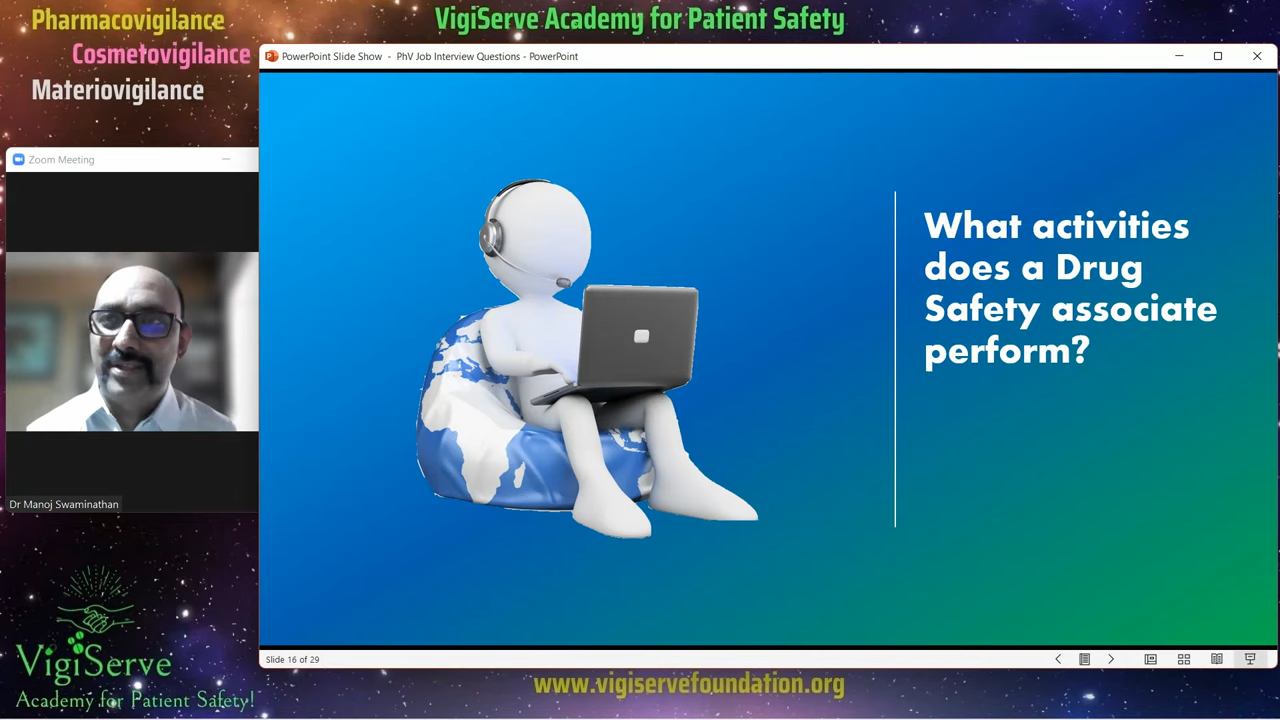 Pharmacovigilance
Cosmetovigilance
Materiovigilance
VigiServe Academy for Patient Safety
PowerPoint Slide Show - PhV Job Interview Questions - PowerPoint
Zoom Meeting
Dr Manoj Swaminathan
What activities
does a Drug
Safety associate
perform?
Slide 16 of 29
VigiServe
Academy for Patient Safety!
www.vigiservefoundation.org